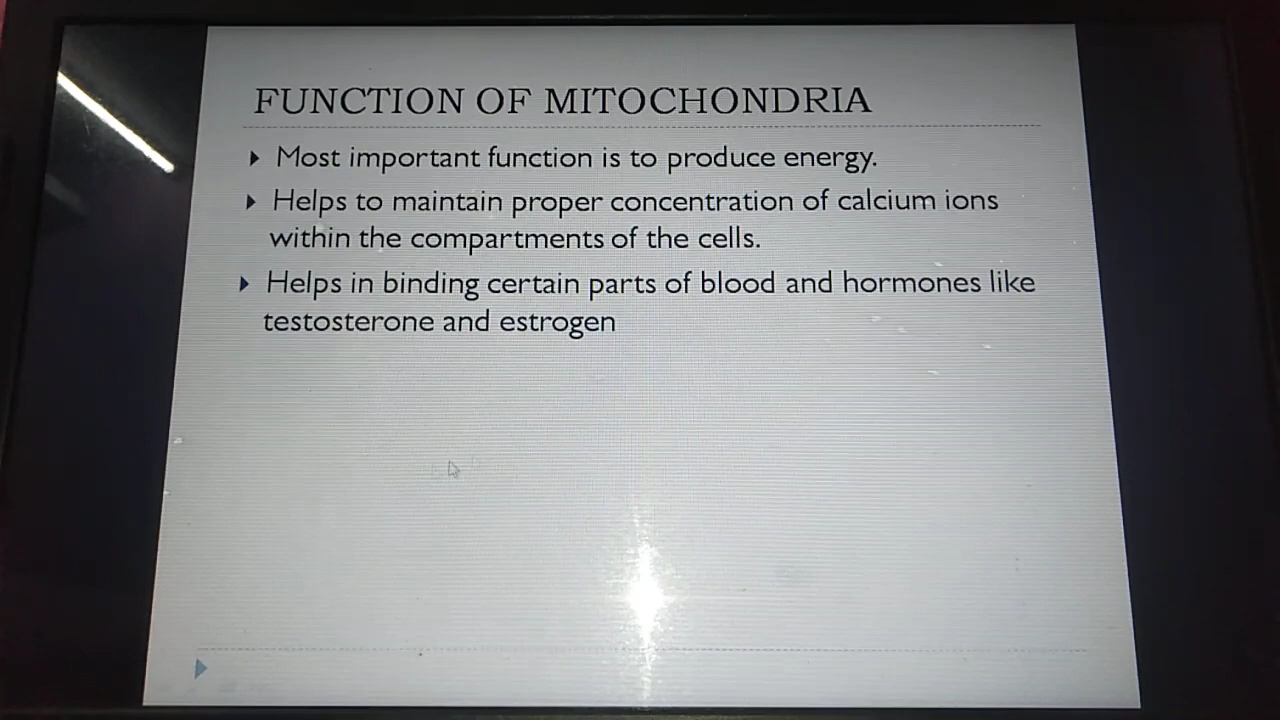 FUNCTION OF MITOCHONDRIA
Most important function is to produce energy.
Helps to maintain proper concentration of calcium ions
within the compartments of the cells.
Helps in binding certain parts of blood and hormones like
testosterone and estrogen